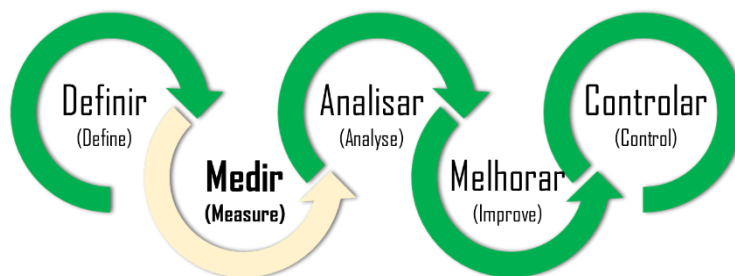 Definir
(Define)
Medir
(Measure)
Analisar
(Analyse)
Melhorar
(Improve)
Controlar
(Control)